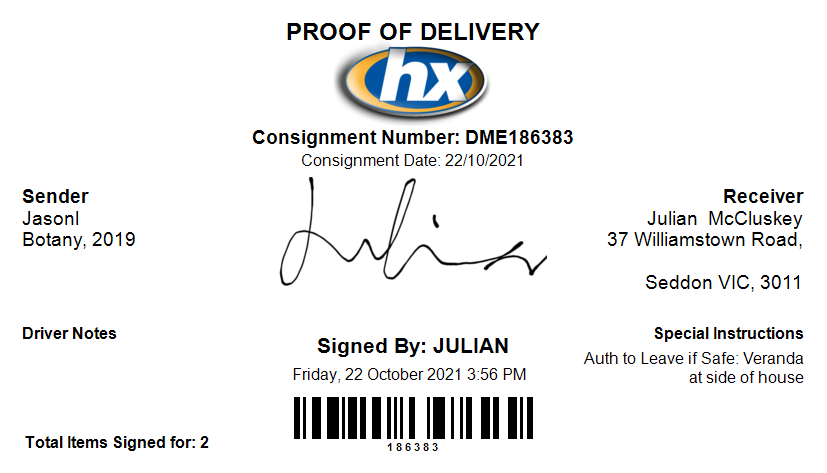 PROOF OF DELIVERY
hx
Consignment Number: DME186383
Consignment Date: 22/10/2021
Sender
JasonI
Botany, 2019
Julian
Receiver
Julian McCluskey
37 Williamstown Road,
Seddon VIC, 3011
Driver Notes
Signed By: JULIAN
Friday, 22 October 2021 3:56 PM
Special Instructions
Auth to Leave if Safe: Veranda
at side of house
186383
Total Items Signed for: 2